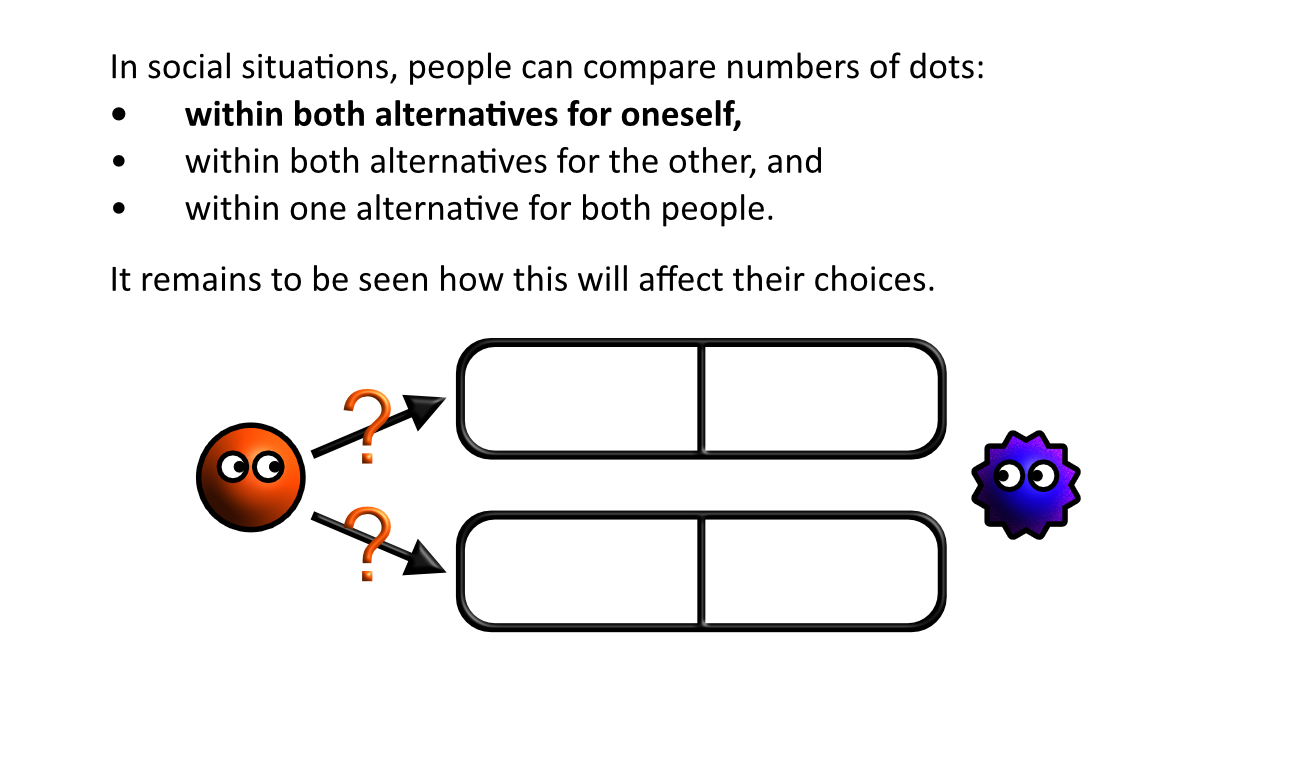 In social situations, people can compare numbers of dots:
• within both alternatives for oneself,
• within both alternatives for the other, and
• within one alternative for both people.
It remains to be seen how this will affect their choices.
?
?